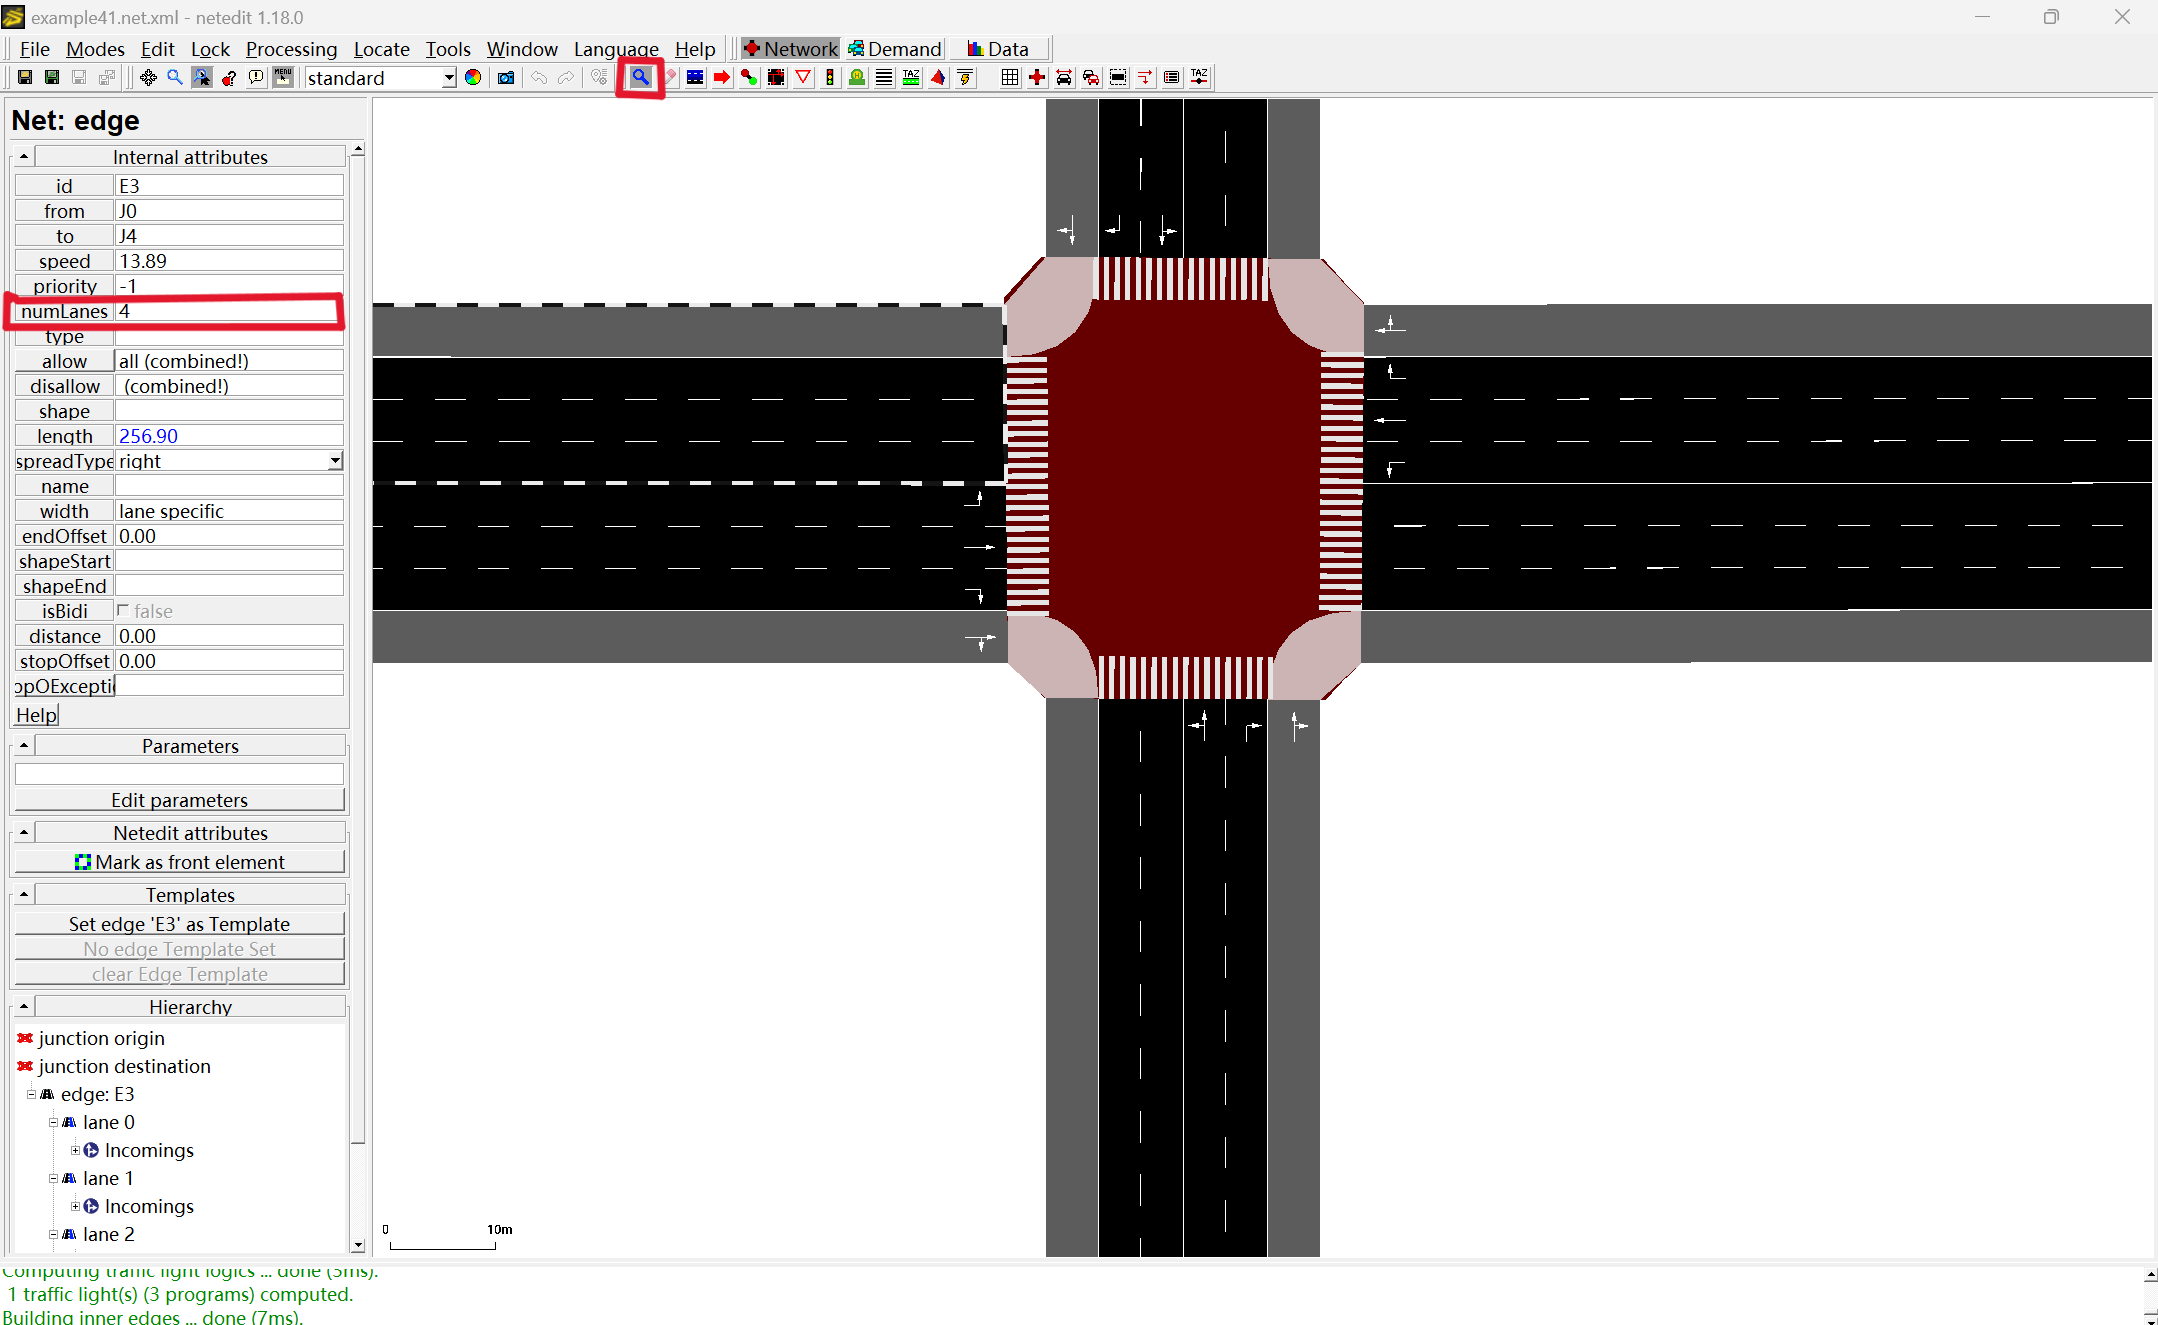 example41.net.xml - netedit 1.18.0
File Modes Edit Lock Processing Locate Tools Window Language Help Network Demand Data
MENU standard TAZ TAZ
Net: edge
Internal attributes
id E3
from J0
to J4
speed 13.89
priority -1
numLanes 4
type
allow all (combined!)
disallow (combined!)
shape
length 256.90
spreadType right
name
width lane specific
endOffset 0.00
shapeStart
shapeEnd
isBidi false
distance 0.00
stopOffset 0.00
opOExcepti
Help
Parameters
Edit parameters
Netedit attributes
Mark as front element
Templates
Set edge 'E3' as Template
No edge Template Set
clear Edge Template
Hierarchy
junction origin
junction destination
edge: E3
lane 0
Incomings
lane 1
Incomings
lane 2
0 10m
Computing traffic light logics ... done (5ms).
1 traffic light(s) (3 programs) computed.
Building inner edges ... done (7ms).